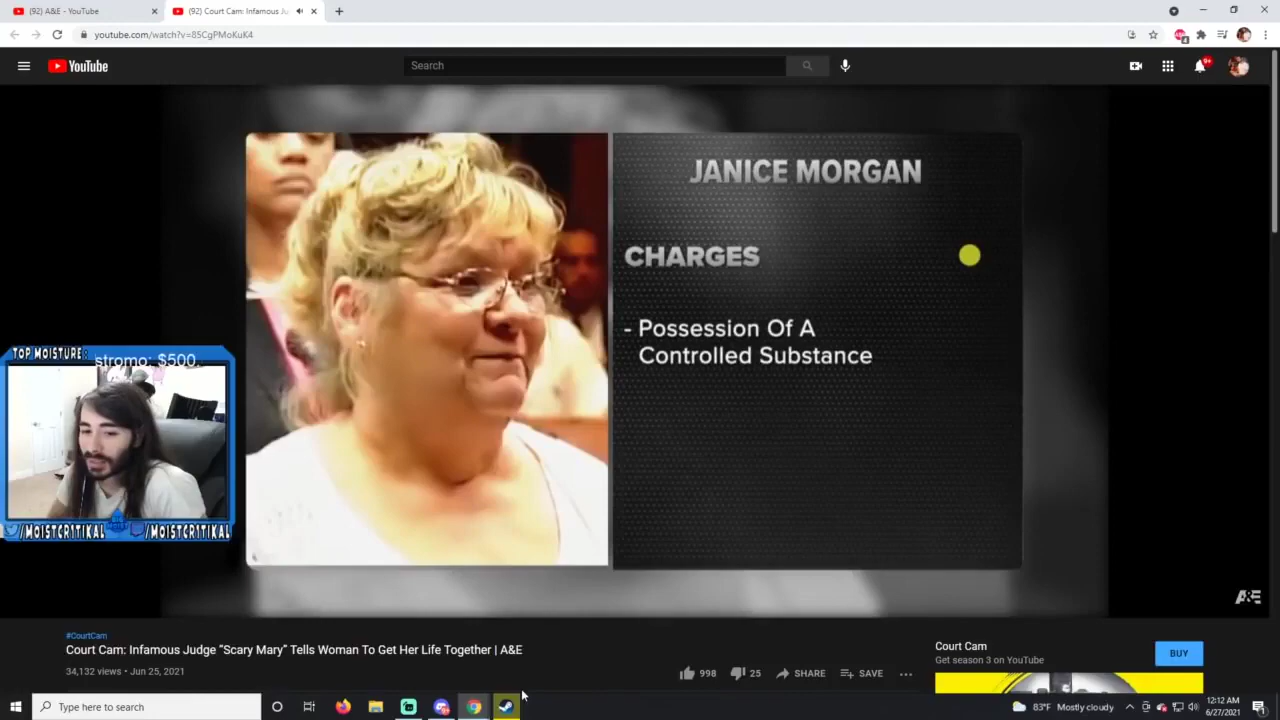 (92) A&E - YouTube
(92) Court Cam: Infamous Ju
youtube.com/watch?v=85CgPMoKuK4
YouTube
Search
9+
JANICE MORGAN
CHARGES
- Possession Of A
Controlled Substance
TOP MOISTURE:
stromo: $500
/MOISTCR1TIKAL
/MOISTCR1TIKAL
A&E
#CourtCam
Court Cam: Infamous Judge “Scary Mary” Tells Woman To Get Her Life Together | A&E
34,132 views • Jun 25, 2021
998
25
SHARE
SAVE
Court Cam
Get season 3 on YouTube
BUY
Type here to search
83°F Mostly cloudy
12:12 AM
6/27/2021